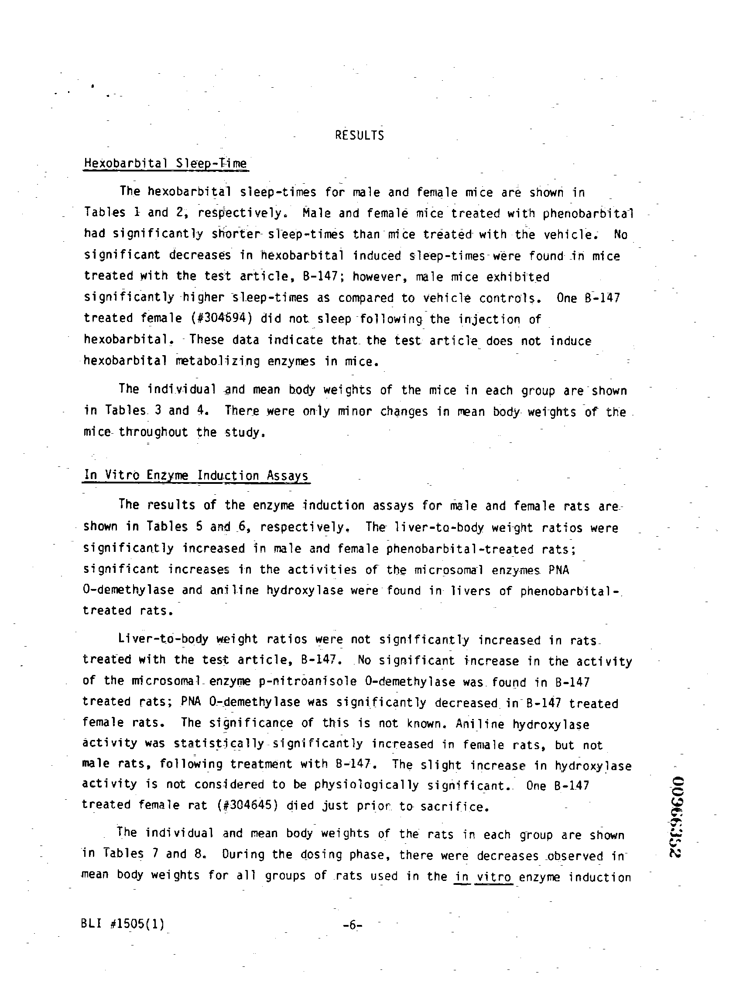 RESULTS
Hexobarbital Sleep-Time
The hexobarbital sleep-times for male and female mice are shown in
Tables 1 and 2, respectively. Male and female mice treated with phenobarbital
had significantly shorter sleep-times than mice treated with the vehicle. No
significant decreases in hexobarbital induced sleep-times were found in mice
treated with the test article, B-147; however, male mice exhibited
significantly higher sleep-times as compared to vehicle controls. One B-147
treated female (#304694) did not sleep following the injection of
hexobarbital. These data indicate that the test article does not induce
hexobarbital metabolizing enzymes in mice.
The individual and mean body weights of the mice in each group are shown
in Tables 3 and 4. There were only minor changes in mean body weights of the
mice throughout the study.
In Vitro Enzyme Induction Assays
The results of the enzyme induction assays for male and female rats are
shown in Tables 5 and 6, respectively. The liver-to-body weight ratios were
significantly increased in male and female phenobarbital-treated rats;
significant increases in the activities of the microsomal enzymes PNA
O-demethylase and aniline hydroxylase were found in livers of phenobarbital-
treated rats.
Liver-to-body weight ratios were not significantly increased in rats
treated with the test article, B-147. No significant increase in the activity
of the microsomal enzyme p-nitroanisole O-demethylase was found in B-147
treated rats; PNA O-demethylase was significantly decreased in B-147 treated
female rats. The significance of this is not known. Aniline hydroxylase
activity was statistically significantly increased in female rats, but not
male rats, following treatment with B-147. The slight increase in hydroxylase
activity is not considered to be physiologically significant. One B-147
treated female rat (#304645) died just prior to sacrifice.
The individual and mean body weights of the rats in each group are shown
in Tables 7 and 8. During the dosing phase, there were decreases observed in
mean body weights for all groups of rats used in the in vitro enzyme induction
BLI #1505(1)
-6-
00966352